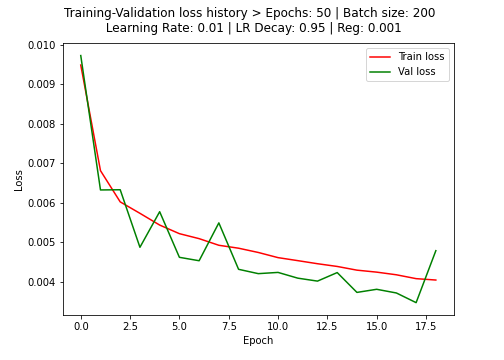 Training-Validation loss history > Epochs: 50 | Batch size: 200
Learning Rate: 0.01 | LR Decay: 0.95 | Reg: 0.001
Train loss
Val loss
0.010
0.009
0.008
0.007
0.006
0.005
0.004
Loss
0.0 2.5 5.0 7.5 10.0 12.5 15.0 17.5
Epoch